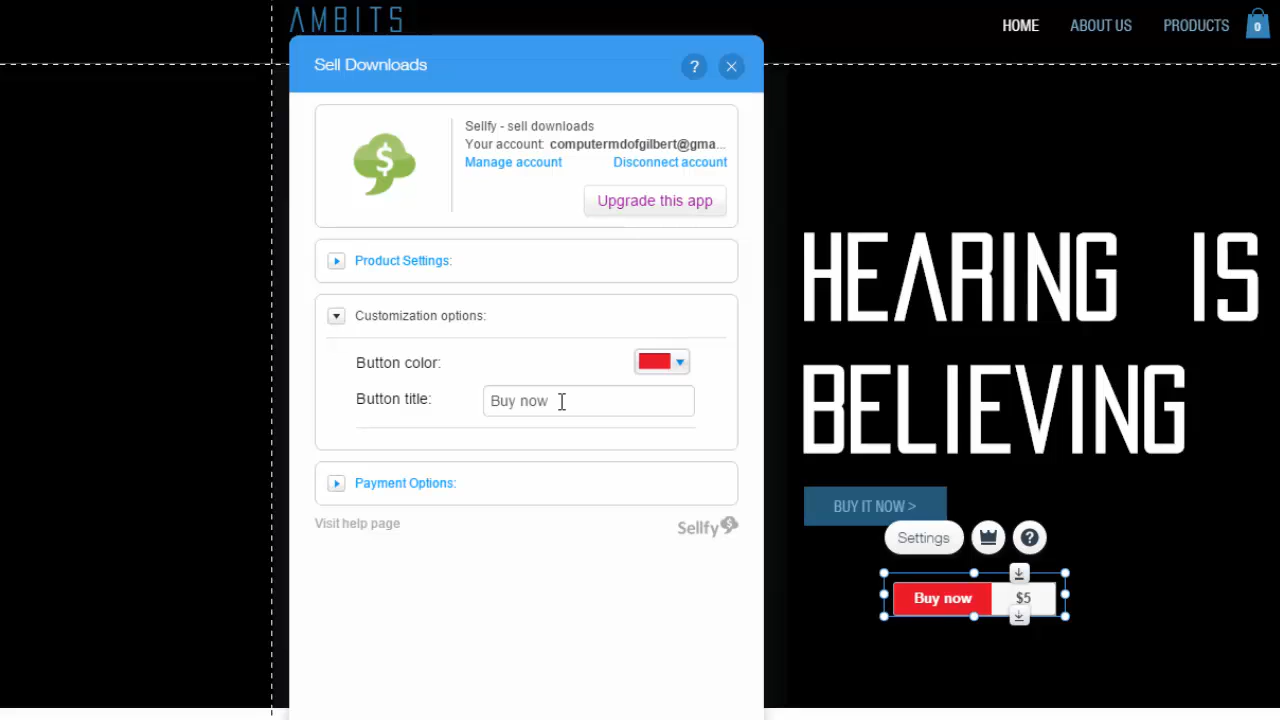 AMBITS
HOME ABOUT US PRODUCTS 0
Sell Downloads ?
Sellfy - sell downloads
Your account: computermdofgilbert@gma...
Manage account Disconnect account
Upgrade this app
Product Settings:
Customization options:
Button color:
Button title: Buy now
Payment Options:
Visit help page Sellfy
HEARING IS
BELIEVING
BUY IT NOW >
Settings ?
Buy now $5